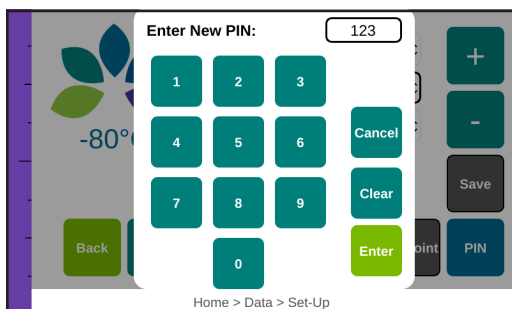 Enter New PIN: 123
1 2 3
4 5 6 Cancel
7 8 9 Clear
0 Enter
-80°
+
-
Save
Back
oint
PIN
Home > Data > Set-Up